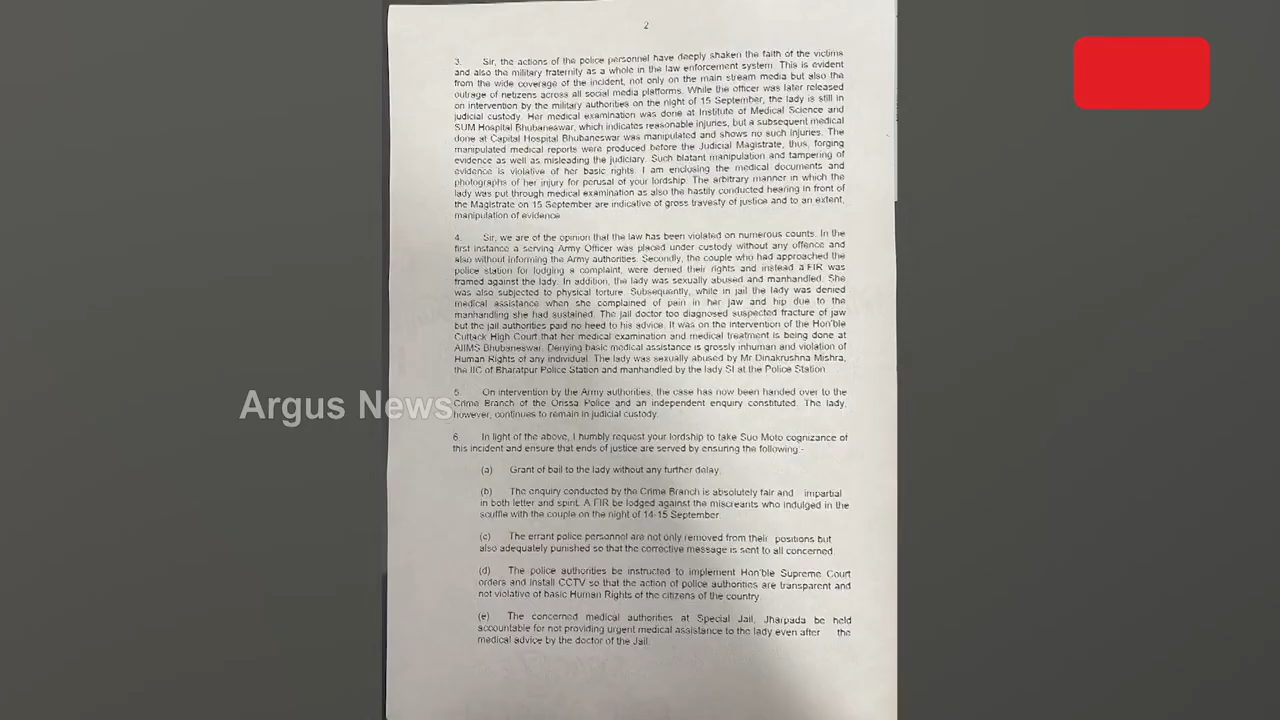 2
3. Sir, the actions of the police personnel have deeply shaken the faith of the victims
and also the military fraternity as a whole in the law enforcement system. This is evident
from the wide coverage of the incident, not only on the main stream media but also the
outrage of netizens across all social media platforms. While the officer was later released
on intervention by the military authorities on the night of 15 September, the lady is still in
judicial custody. Her medical examination was done at Institute of Medical Science and
SUM Hospital Bhubaneswar, which indicates reasonable injuries, but a subsequent medical
done at Capital Hospital Bhubaneswar was manipulated and shows no such injuries. The
manipulated medical reports were produced before the Judicial Magistrate, thus, forging
evidence as well as misleading the judiciary. Such blatant manipulation and tampering of
evidence is violative of her basic rights. I am enclosing the medical documents and
photographs of her injury for perusal of your lordship. The arbitrary manner in which the
lady was put through medical examination as also the hastily conducted hearing in front of
the Magistrate on 15 September are indicative of gross travesty of justice and to an extent,
manipulation of evidence.
4. Sir, we are of the opinion that the law has been violated on numerous counts. In the
first instance a serving Army Officer was placed under custody without any offence and
also without informing the Army authorities. Secondly, the couple who had approached the
police station for lodging a complaint, were denied their rights and instead a FIR was
framed against the lady. In addition, the lady was sexually abused and manhandled. She
was also subjected to physical torture. Subsequently, while in jail the lady was denied
medical assistance when she complained of pain in her jaw and hip due to the
manhandling she had sustained. The jail doctor too diagnosed suspected fracture of jaw
but the jail authorities paid no heed to his advice. It was on the intervention of the Hon'ble
Cuttack High Court that her medical examination and medical treatment is being done at
AIIMS Bhubaneswar. Denying basic medical assistance is grossly inhuman and violation of
Human Rights of any individual. The lady was sexually abused by Mr Dinakrushna Mishra,
the IIC of Bharatpur Police Station and manhandled by the lady SI at the Police Station
5. On intervention by the Army authorities, the case has now been handed over to the
Argus News
Crime Branch of the Orissa Police and an independent enquiry constituted. The lady,
however, continues to remain in judicial custody.
6. In light of the above, I humbly request your lordship to take Suo Moto cognizance of
this incident and ensure that ends of justice are served by ensuring the following:-
(a) Grant of bail to the lady without any further delay.
(b) The enquiry conducted by the Crime Branch is absolutely fair and impartial
in both letter and spirit. A FIR be lodged against the miscreants who indulged in the
scuffle with the couple on the night of 14-15 September.
(c) The errant police personnel are not only removed from their positions but
also adequately punished so that the corrective message is sent to all concerned.
(d) The police authorities be instructed to implement Hon'ble Supreme Court
orders and install CCTV so that the action of police authorities are transparent and
not violative of basic Human Rights of the citizens of the country.
(e) The concerned medical authorities at Special Jail, Jharpada be held
accountable for not providing urgent medical assistance to the lady even after the
medical advice by the doctor of the Jail.